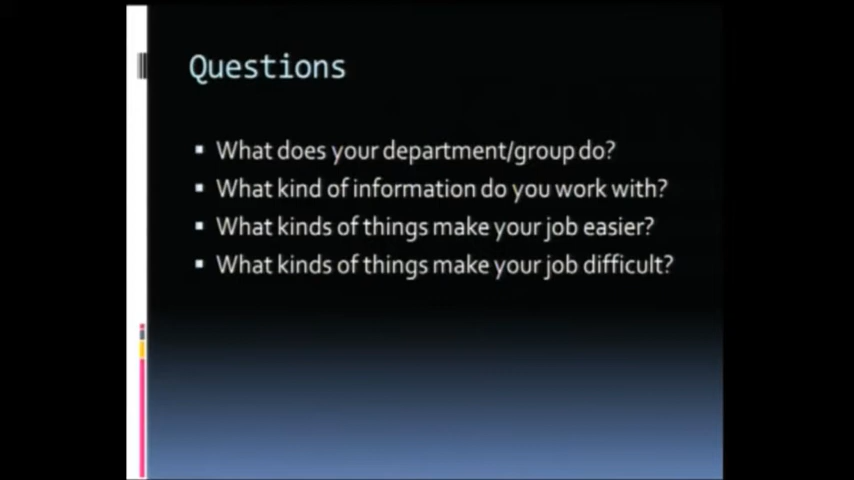 Questions
What does your department/group do?
What kind of information do you work with?
What kinds of things make your job easier?
What kinds of things make your job difficult?